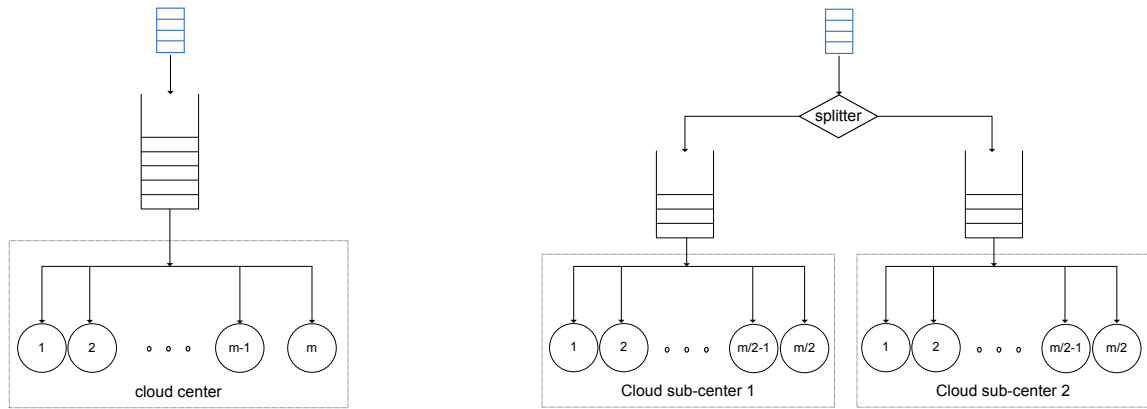 splitter
1
2
m-1
m
cloud center
1
2
m/2-1
m/2
Cloud sub-center 1
1
2
m/2-1
m/2
Cloud sub-center 2